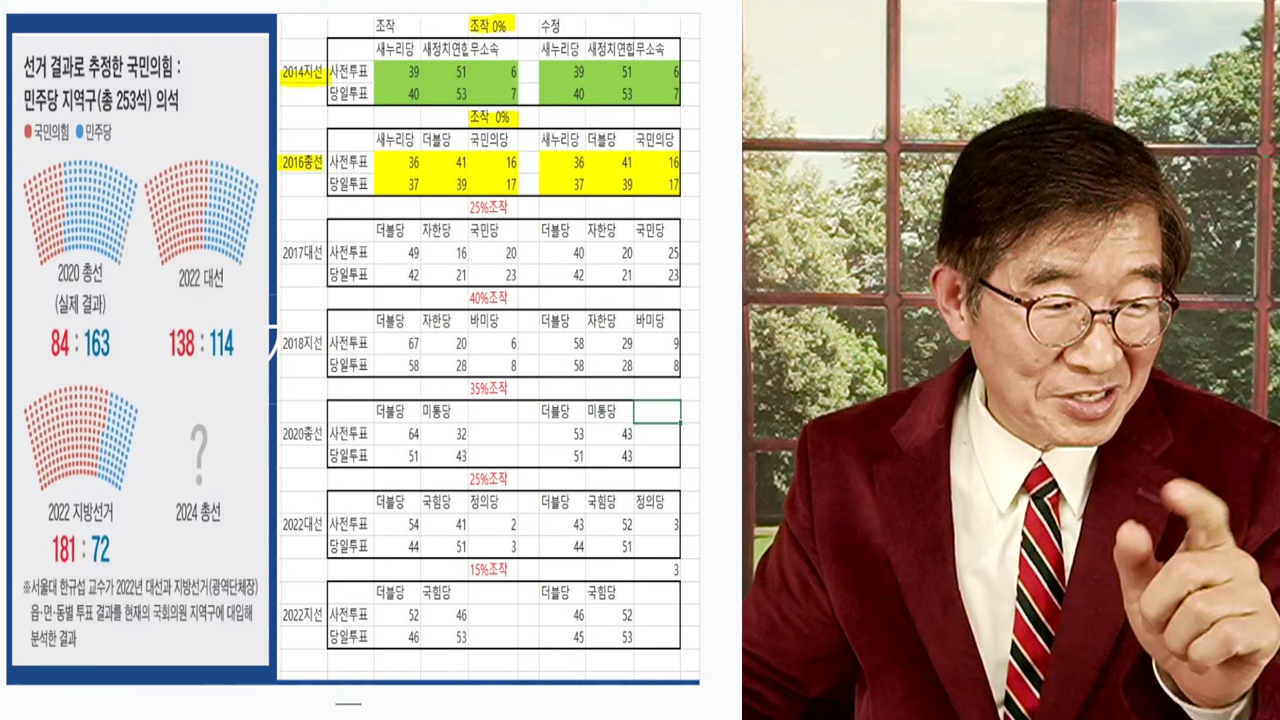 선거 결과로 추정한 국민의힘 :
민주당 지역구(총 253석) 의석
국민의힘 민주당
2020 총선
(실제 결과)
84 : 163
2022 대선
138 : 114
2022 지방선거
181 : 72
?
2024 총선
※서울대 한규섭 교수가 2022년 대선과 지방선거(광역단체장)
읍·면·동별 투표 결과를 현재의 국회의원 지역구에 대입해
분석한 결과
조작 조작 0% 수정
새누리당 새정치연합 무소속 새누리당 새정치연합 무소속
2014지선 사전투표 39 51 6 39 51 6
당일투표 40 53 7 40 53 7
조작 0%
새누리당 더블당 국민의당 새누리당 더블당 국민의당
2016총선 사전투표 36 41 16 36 41 16
당일투표 37 39 17 37 39 17
25%조작
더블당 자한당 국민당 더블당 자한당 국민당
2017대선 사전투표 49 16 20 40 20 25
당일투표 42 21 23 42 21 23
40%조작
더블당 자한당 바미당 더블당 자한당 바미당
2018지선 사전투표 67 20 6 58 29 9
당일투표 58 28 8 58 28 8
35%조작
더블당 미통당 더블당 미통당
2020총선 사전투표 64 32 53 43
당일투표 51 43 51 43
25%조작
더블당 국힘당 정의당 더블당 국힘당 정의당
2022대선 사전투표 54 41 2 43 52 3
당일투표 44 51 3 44 51
15%조작 3
더블당 국힘당 더블당 국힘당
2022지선 사전투표 52 46 46 52
당일투표 46 53 45 53